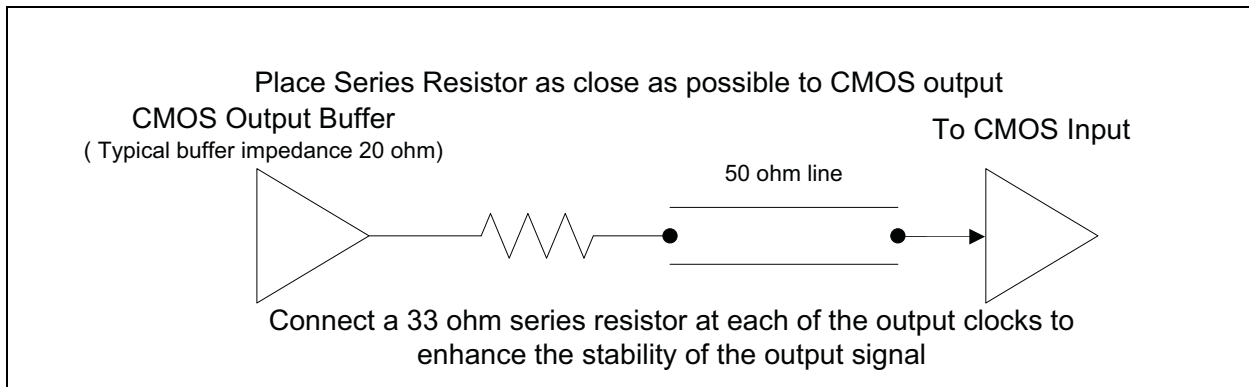 Place Series Resistor as close as possible to CMOS output
CMOS Output Buffer
( Typical buffer impedance 20 ohm)
To CMOS Input
50 ohm line
Connect a 33 ohm series resistor at each of the output clocks to
enhance the stability of the output signal